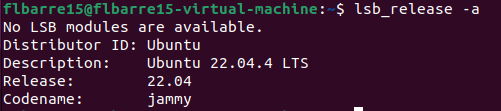 flbarre15@flbarre15-virtual-machine:~$ lsb_release -a
No LSB modules are available.
Distributor ID: Ubuntu
Description:    Ubuntu 22.04.4 LTS
Release:        22.04
Codename:       jammy